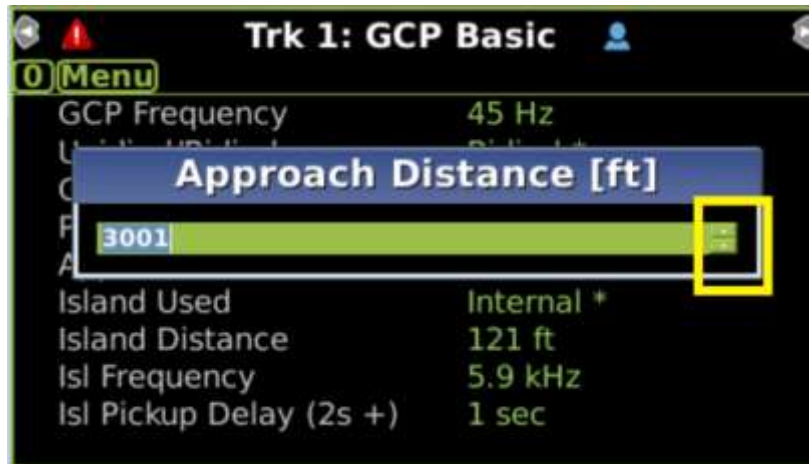 Trk 1: GCP Basic
0 Menu
GCP Frequency 45 Hz
Approach Distance [ft]
3001
Island Used Internal *
Island Distance 121 ft
Isl Frequency 5.9 kHz
Isl Pickup Delay (2s +) 1 sec